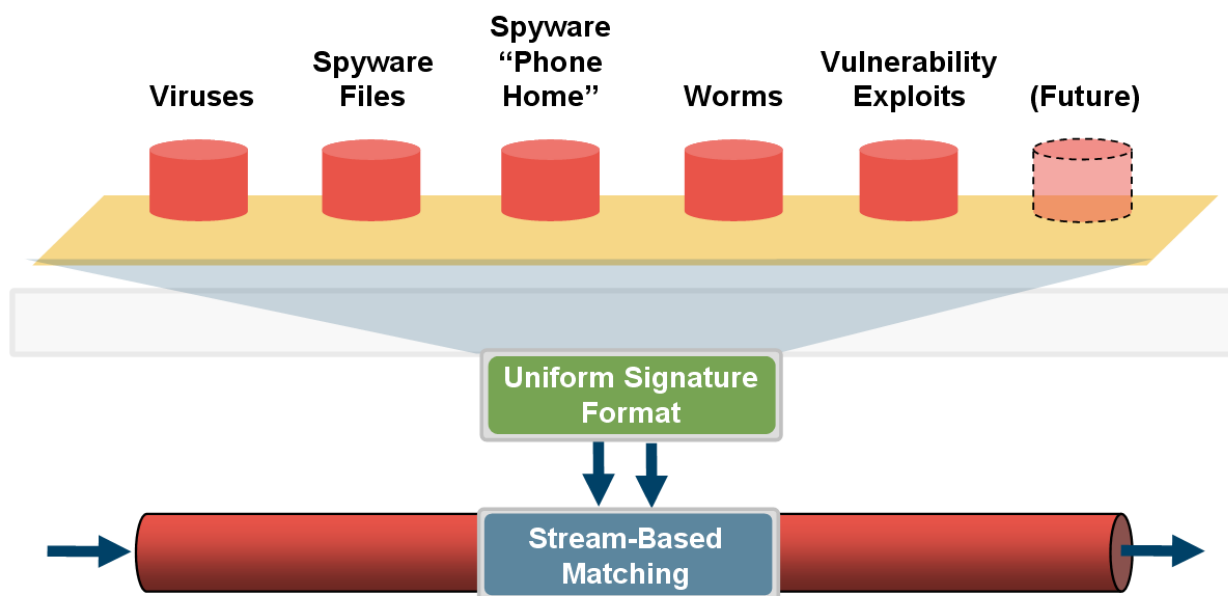 Viruses
Spyware
Files
Spyware
“Phone
Home”
Worms
Vulnerability
Exploits
(Future)
Uniform Signature
Format
Stream-Based
Matching